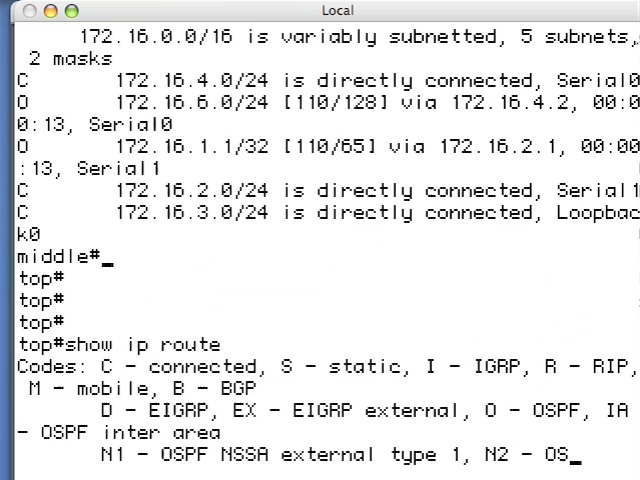 Local
172.16.0.0/16 is variably subnetted, 5 subnets,
2 masks
C 172.16.4.0/24 is directly connected, Serial0
O 172.16.6.0/24 [110/128] via 172.16.4.2, 00:0
0:13, Serial0
O 172.16.1.1/32 [110/65] via 172.16.2.1, 00:00
:13, Serial1
C 172.16.2.0/24 is directly connected, Serial1
C 172.16.3.0/24 is directly connected, Loopbac
k0
middle#_
top#
top#
top#
top#show ip route
Codes: C - connected, S - static, I - IGRP, R - RIP,
M - mobile, B - BGP
D - EIGRP, EX - EIGRP external, O - OSPF, IA
- OSPF inter area
N1 - OSPF NSSA external type 1, N2 - OS_